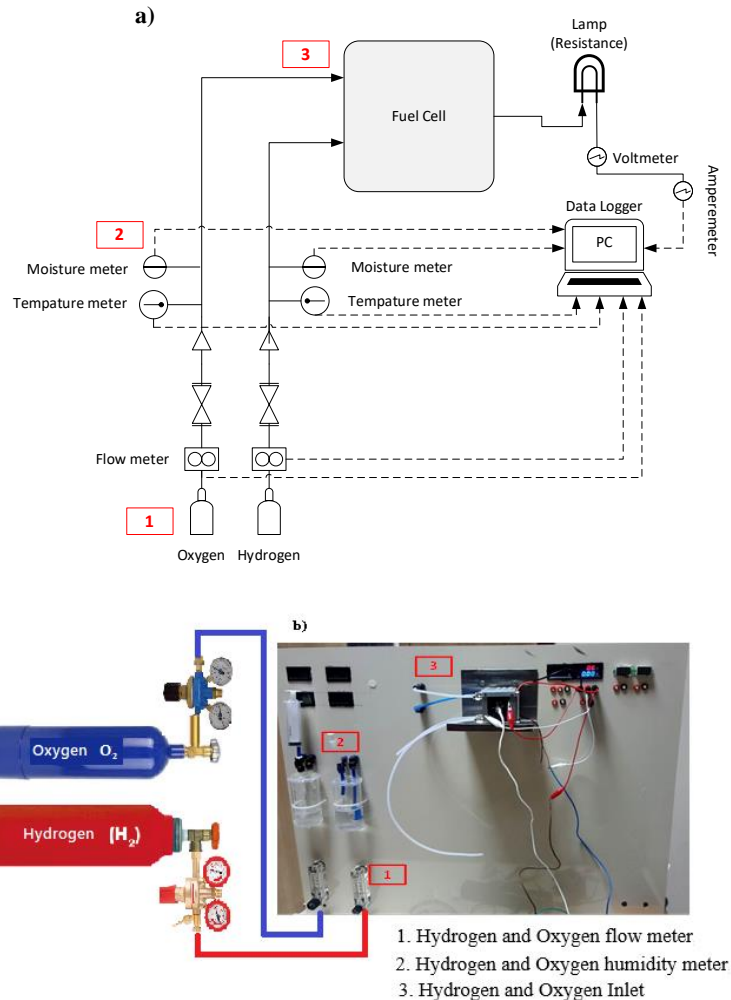 a)
Lamp
(Resistance)
3
Fuel Cell
Voltmeter
Amperemeter
2
Data Logger
PC
Moisture meter
Moisture meter
Tempature meter
Tempature meter
Flow meter
1
Oxygen
Hydrogen
b)
3
Oxygen O₂
2
Hydrogen (H₂)
1
1. Hydrogen and Oxygen flow meter
2. Hydrogen and Oxygen humidity meter
3. Hydrogen and Oxygen Inlet